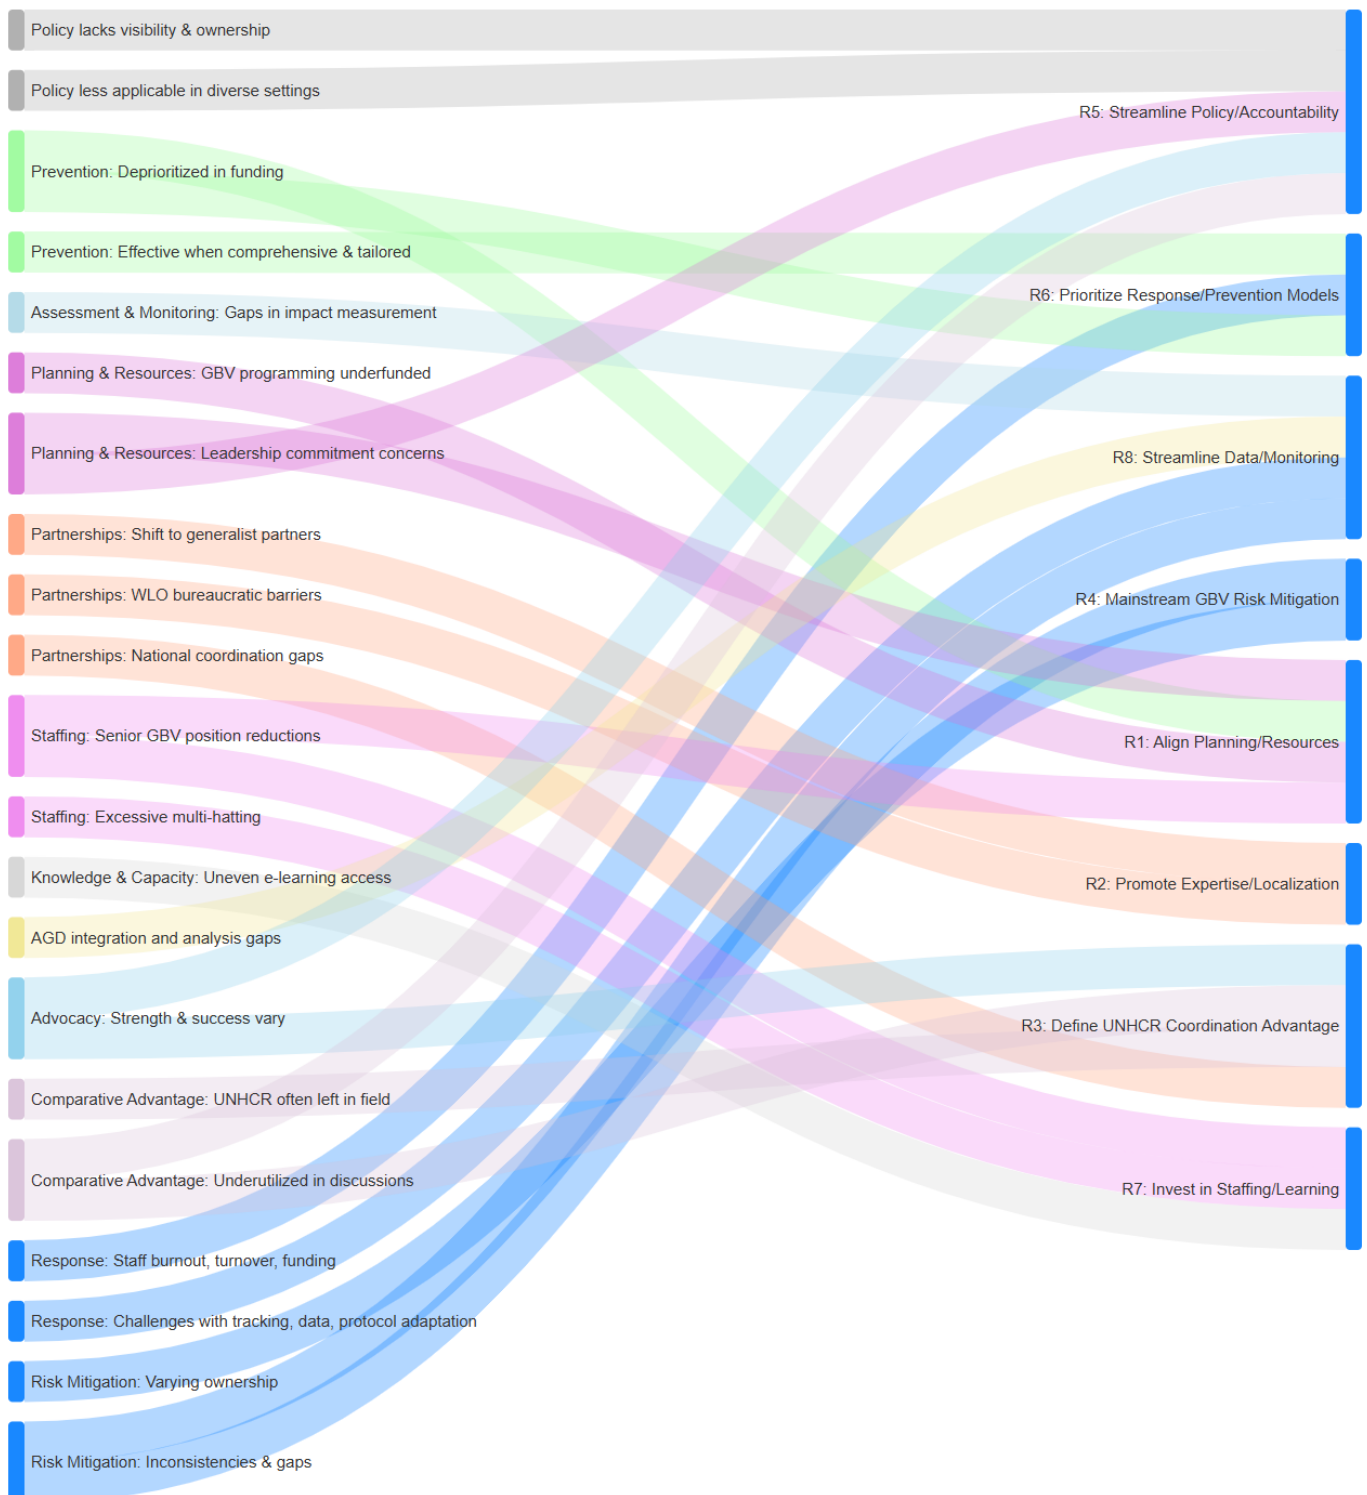 Policy lacks visibility & ownership
Policy less applicable in diverse settings
Prevention: Deprioritized in funding
Prevention: Effective when comprehensive & tailored
Assessment & Monitoring: Gaps in impact measurement
Planning & Resources: GBV programming underfunded
Planning & Resources: Leadership commitment concerns
Partnerships: Shift to generalist partners
Partnerships: WLO bureaucratic barriers
Partnerships: National coordination gaps
Staffing: Senior GBV position reductions
Staffing: Excessive multi-hatting
Knowledge & Capacity: Uneven e-learning access
AGD integration and analysis gaps
Advocacy: Strength & success vary
Comparative Advantage: UNHCR often left in field
Comparative Advantage: Underutilized in discussions
Response: Staff burnout, turnover, funding
Response: Challenges with tracking, data, protocol adaptation
Risk Mitigation: Varying ownership
Risk Mitigation: Inconsistencies & gaps
R5: Streamline Policy/Accountability
R6: Prioritize Response/Prevention Models
R8: Streamline Data/Monitoring
R4: Mainstream GBV Risk Mitigation
R1: Align Planning/Resources
R2: Promote Expertise/Localization
R3: Define UNHCR Coordination Advantage
R7: Invest in Staffing/Learning